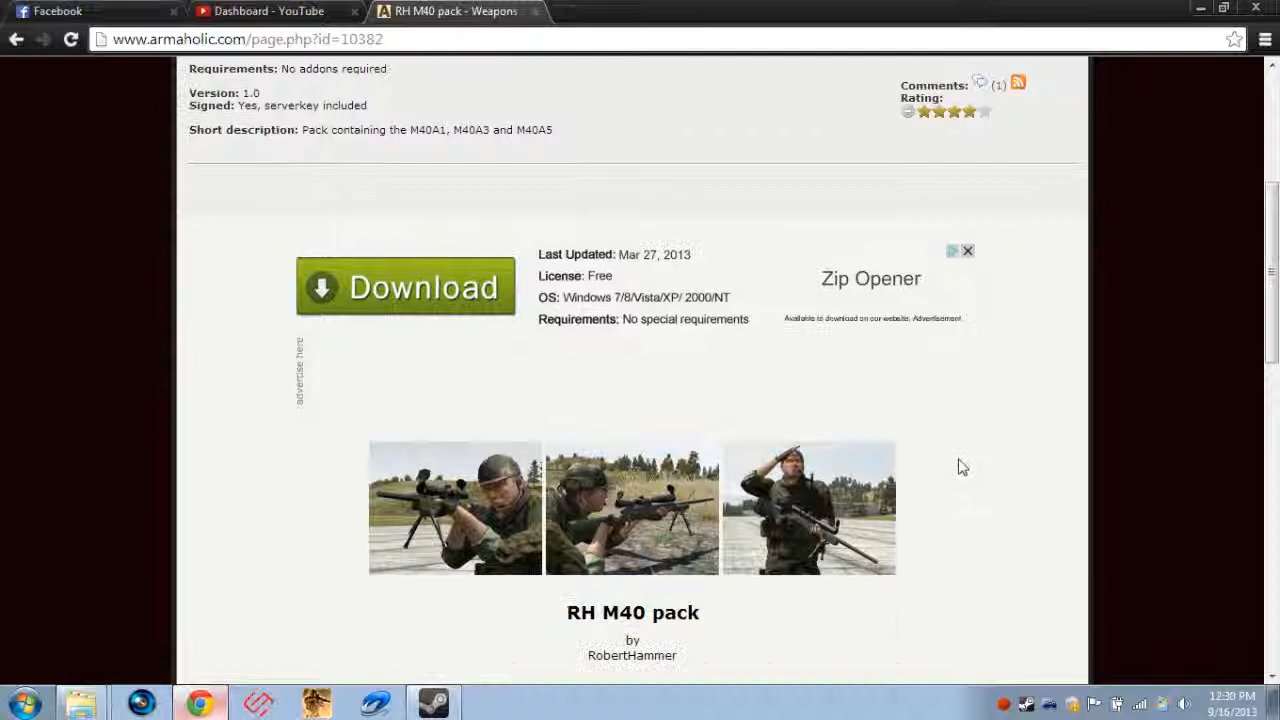 Facebook
Dashboard - YouTube
RH M40 pack - Weapons
www.armaholic.com/page.php?id=10382
Requirements: No addons required
Version: 1.0
Signed: Yes, serverkey included
Short description: Pack containing the M40A1, M40A3 and M40A5
Comments: (1)
Rating:
Download
Last Updated: Mar 27, 2013
License: Free
OS: Windows 7/8/Vista/XP/ 2000/NT
Requirements: No special requirements
Zip Opener
Available to download on our website. Advertisement.
advertise here
RH M40 pack
by
RobertHammer
12:30 PM
9/16/2013